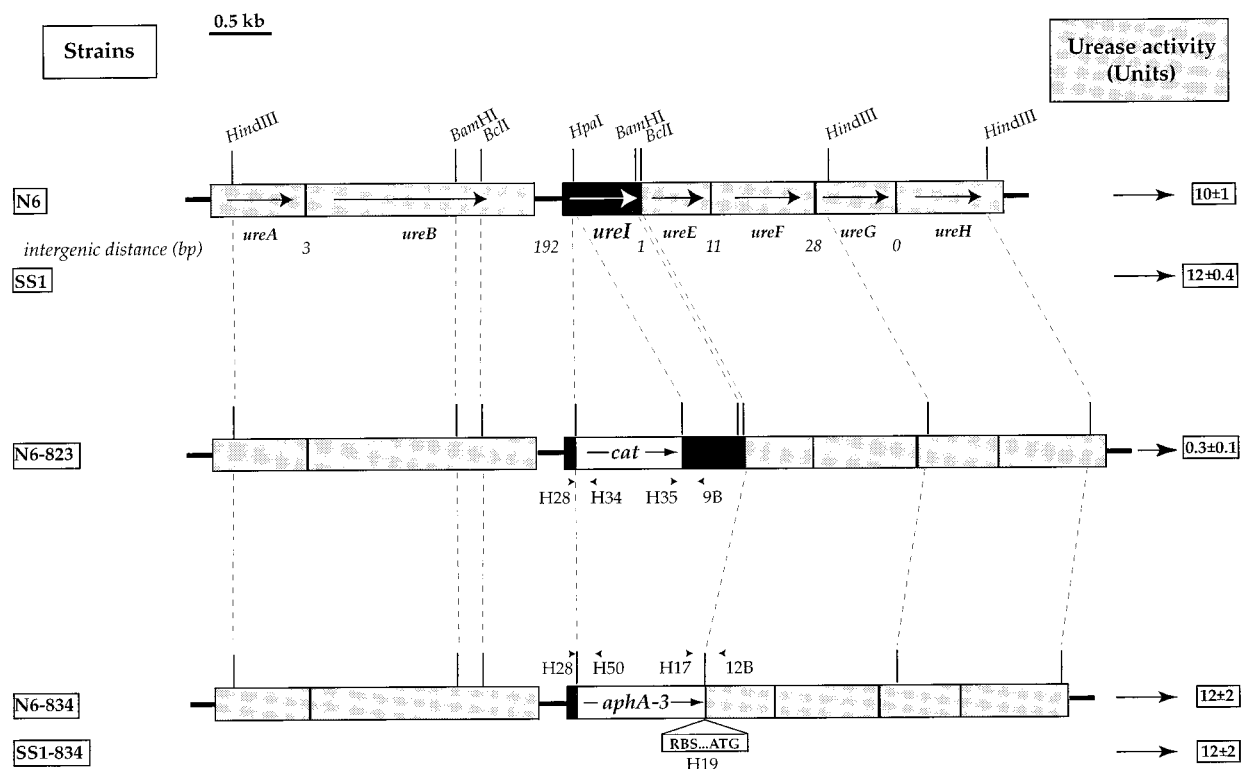 0.5 kb
Strains
Urease activity
(Units)
HindIII
BamHI
BclI
HpaI
BamHI
BclI
HindIII
HindIII
N6
10±1
ureA
ureB
ureI
ureE
ureF
ureG
ureH
intergenic distance (bp)
3
192
1
11
28
0
SS1
12±0.4
N6-823
cat
0.3±0.1
H28
H34
H35
9B
H28
H50
H17
12B
N6-834
aphA-3
12±2
RBS...ATG
H19
SS1-834
12±2